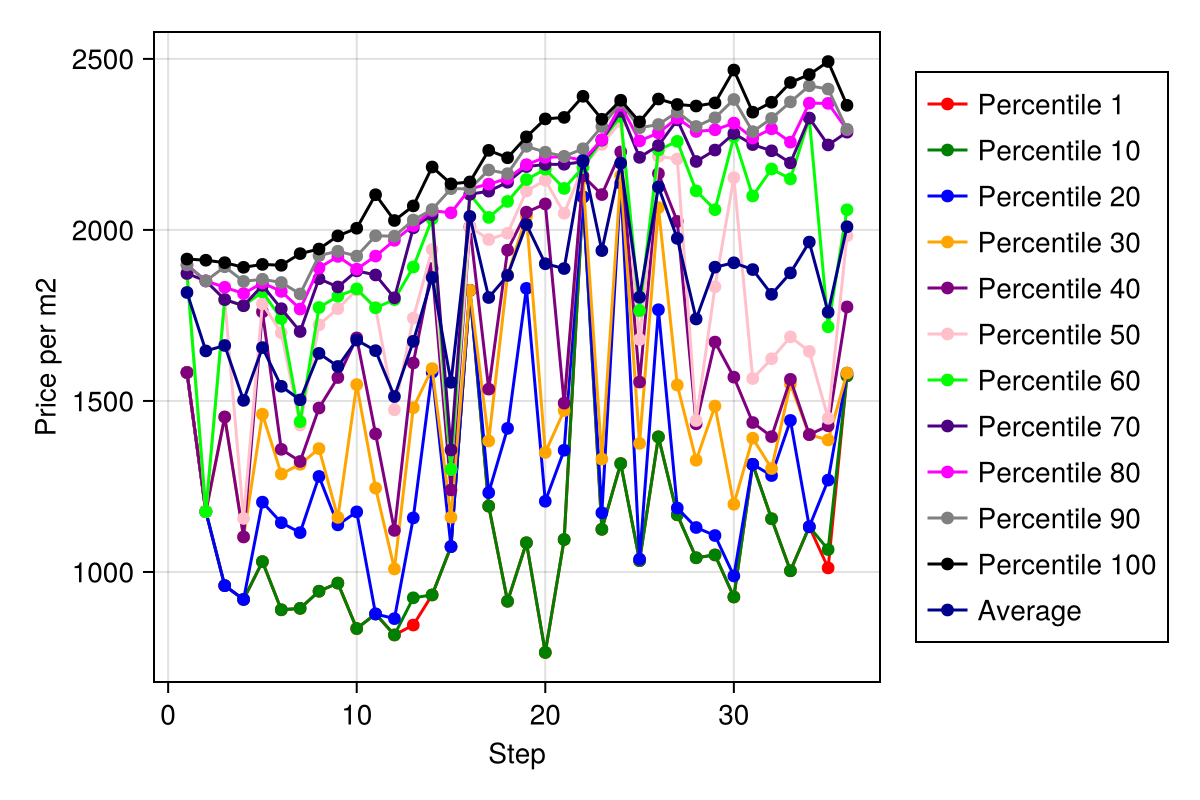 2500
2000
1500
1000
Price per m2
0 10 20 30
Step
Percentile 1
Percentile 10
Percentile 20
Percentile 30
Percentile 40
Percentile 50
Percentile 60
Percentile 70
Percentile 80
Percentile 90
Percentile 100
Average